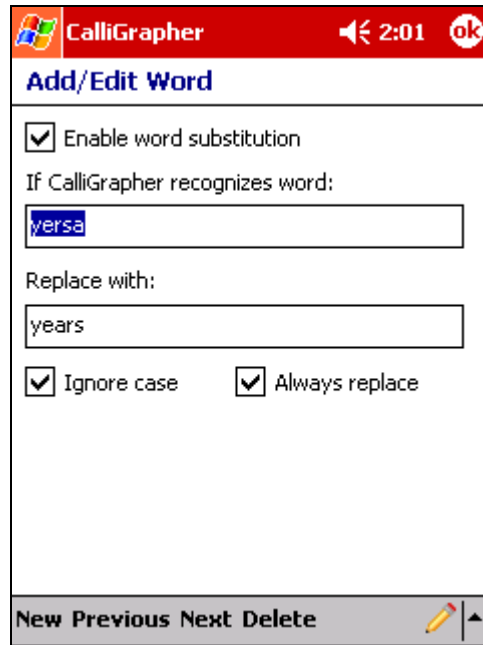 CalliGrapher 2:01 ok
Add/Edit Word
Enable word substitution
If CalliGrapher recognizes word:
yersa
Replace with:
years
Ignore case Always replace
New Previous Next Delete